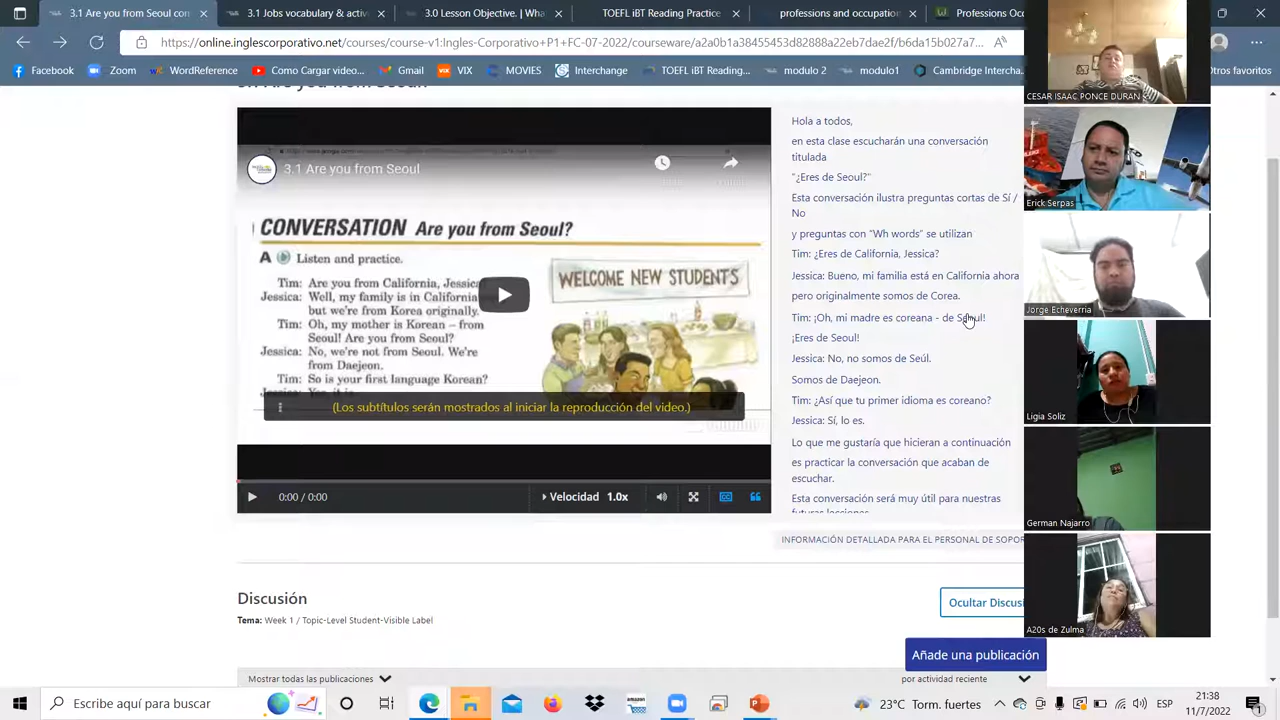 3.1 Are you from Seoul con
3.1 Jobs vocabulary & activ
3.0 Lesson Objective. | Wha
TOEFL iBT Reading Practice
professions and occupation
Professions Oc
https://online.inglescorporativo.net/courses/course-v1:Ingles-Corporativo+P1+FC-07-2022/courseware/a2a0b1a38455453d82888a22eb7dae2f/b6da15b027a7...
Facebook
Zoom
WordReference
Como Cargar video...
Gmail
VIX
MOVIES
Interchange
TOEFL iBT Reading...
modulo 2
modulo1
Cambridge Intercha...
Otros favoritos
3.1 Are you from Seoul
CONVERSATION Are you from Seoul?
A Listen and practice.
Tim: Are you from California, Jessica
Jessica: Well, my family is in California
but we're from Korea originally.
Tim: Oh, my mother is Korean – from
Seoul! Are you from Seoul?
Jessica: No, we're not from Seoul. We're
from Daejeon.
Tim: So is your first language Korean?
Jessica: Yes, it is.
WELCOME NEW STUDENTS
(Los subtítulos serán mostrados al iniciar la reproducción del video.)
0:00 / 0:00
Velocidad 1.0x
Hola a todos,
en esta clase escucharán una conversación
titulada
"¿Eres de Seoul?"
Esta conversación ilustra preguntas cortas de Sí /
No
y preguntas con "Wh words" se utilizan
Tim: ¿Eres de California, Jessica?
Jessica: Bueno, mi familia está en California ahora
pero originalmente somos de Corea.
Tim: ¡Oh, mi madre es coreana - de Seoul!
¡Eres de Seoul!
Jessica: No, no somos de Seúl.
Somos de Daejeon.
Tim: ¿Así que tu primer idioma es coreano?
Jessica: Sí, lo es.
Lo que me gustaría que hicieran a continuación
es practicar la conversación que acaban de
escuchar.
Esta conversación será muy útil para nuestras
futuras lecciones
INFORMACIÓN DETALLADA PARA EL PERSONAL DE SOPOR
Discusión
Tema: Week 1 / Topic-Level Student-Visible Label
Ocultar Discusi
Añade una publicación
Mostrar todas las publicaciones
por actividad reciente
CESAR ISAAC PONCE DURAN
Erick Serpas
Jorge Echeverria
Ligia Soliz
German Najarro
A20s de Zulma
Escribe aquí para buscar
23°C Torm. fuertes
ESP
21:38
11/7/2022
1